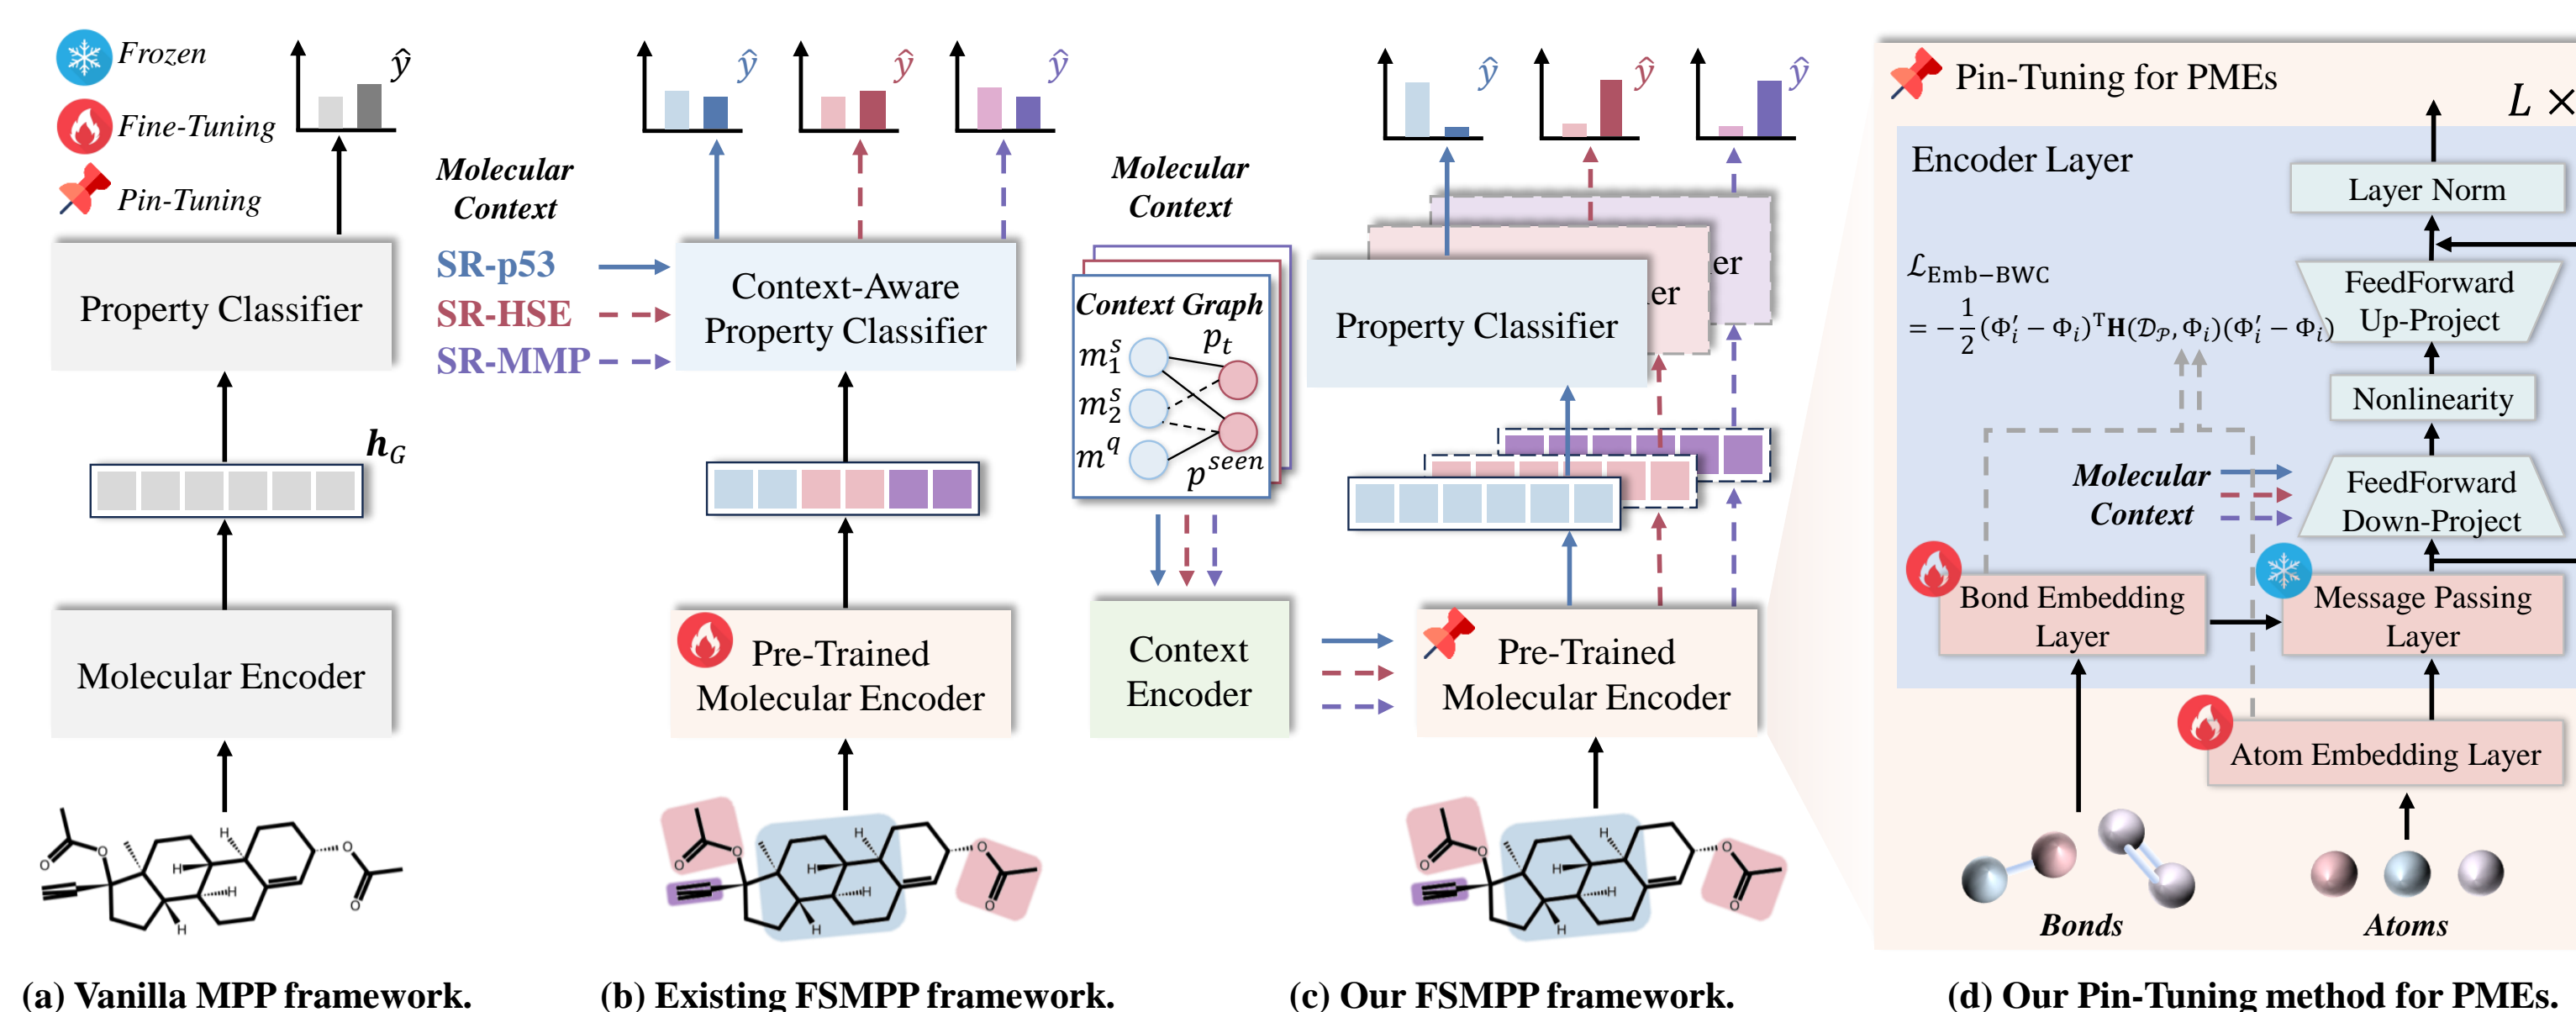 Frozen
Fine-Tuning
Pin-Tuning
ŷ
Property Classifier
h_G
Molecular Encoder
H
H
H
H
O
O
O
O
(a) Vanilla MPP framework.
ŷ
ŷ
ŷ
Molecular
Context
SR-p53
SR-HSE
SR-MMP
Context-Aware
Property Classifier
Pre-Trained
Molecular Encoder
H
H
H
H
O
O
O
O
(b) Existing FSMPP framework.
ŷ
ŷ
ŷ
Molecular
Context
Context Graph
m_1^s
m_2^s
m^q
p_t
p^{seen}
Property Classifier
er
er
Context
Encoder
Pre-Trained
Molecular Encoder
H
H
H
H
O
O
O
O
(c) Our FSMPP framework.
Pin-Tuning for PMEs
L ×
Encoder Layer
Layer Norm
ℒ_{Emb−BWC}
= −\frac{1}{2}(Φ′_i − Φ_i)^T H(𝒟_𝒫, Φ_i)(Φ′_i − Φ_i)
FeedForward
Up-Project
Nonlinearity
Molecular
Context
FeedForward
Down-Project
Bond Embedding
Layer
Message Passing
Layer
Atom Embedding Layer
Bonds
Atoms
(d) Our Pin-Tuning method for PMEs.